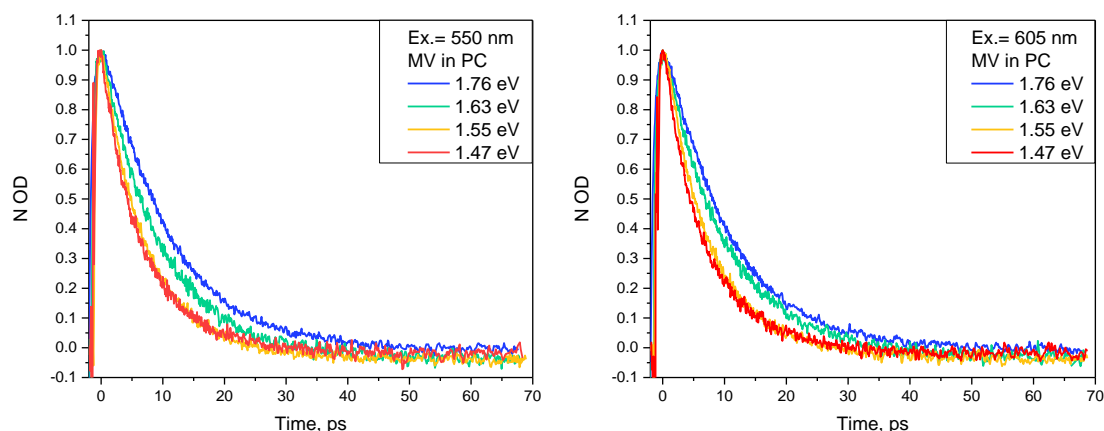 Ex.= 550 nm
MV in PC
1.76 eV
1.63 eV
1.55 eV
1.47 eV
1.1
1.0
0.9
0.8
0.7
0.6
0.5
0.4
0.3
0.2
0.1
0.0
-0.1
N OD
0 10 20 30 40 50 60 70
Time, ps
Ex.= 605 nm
MV in PC
1.76 eV
1.63 eV
1.55 eV
1.47 eV
1.1
1.0
0.9
0.8
0.7
0.6
0.5
0.4
0.3
0.2
0.1
0.0
-0.1
N OD
0 10 20 30 40 50 60 70
Time, ps